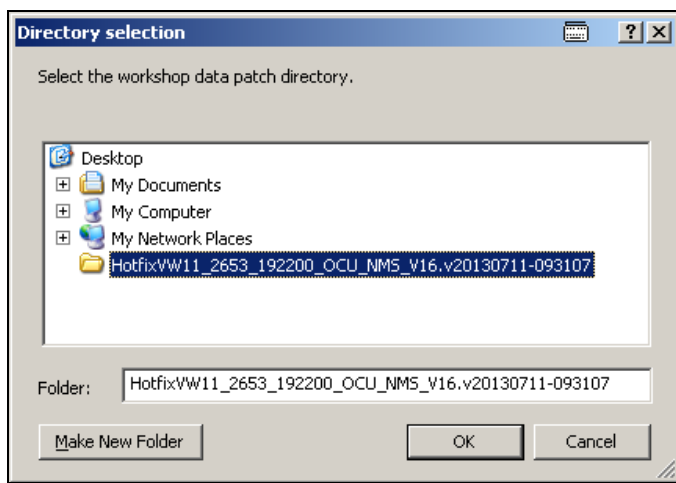 Directory selection
Select the workshop data patch directory.
Desktop
My Documents
My Computer
My Network Places
HotfixVW11_2653_192200_OCU_NMS_V16.v20130711-093107
Folder: HotfixVW11_2653_192200_OCU_NMS_V16.v20130711-093107
Make New Folder OK Cancel